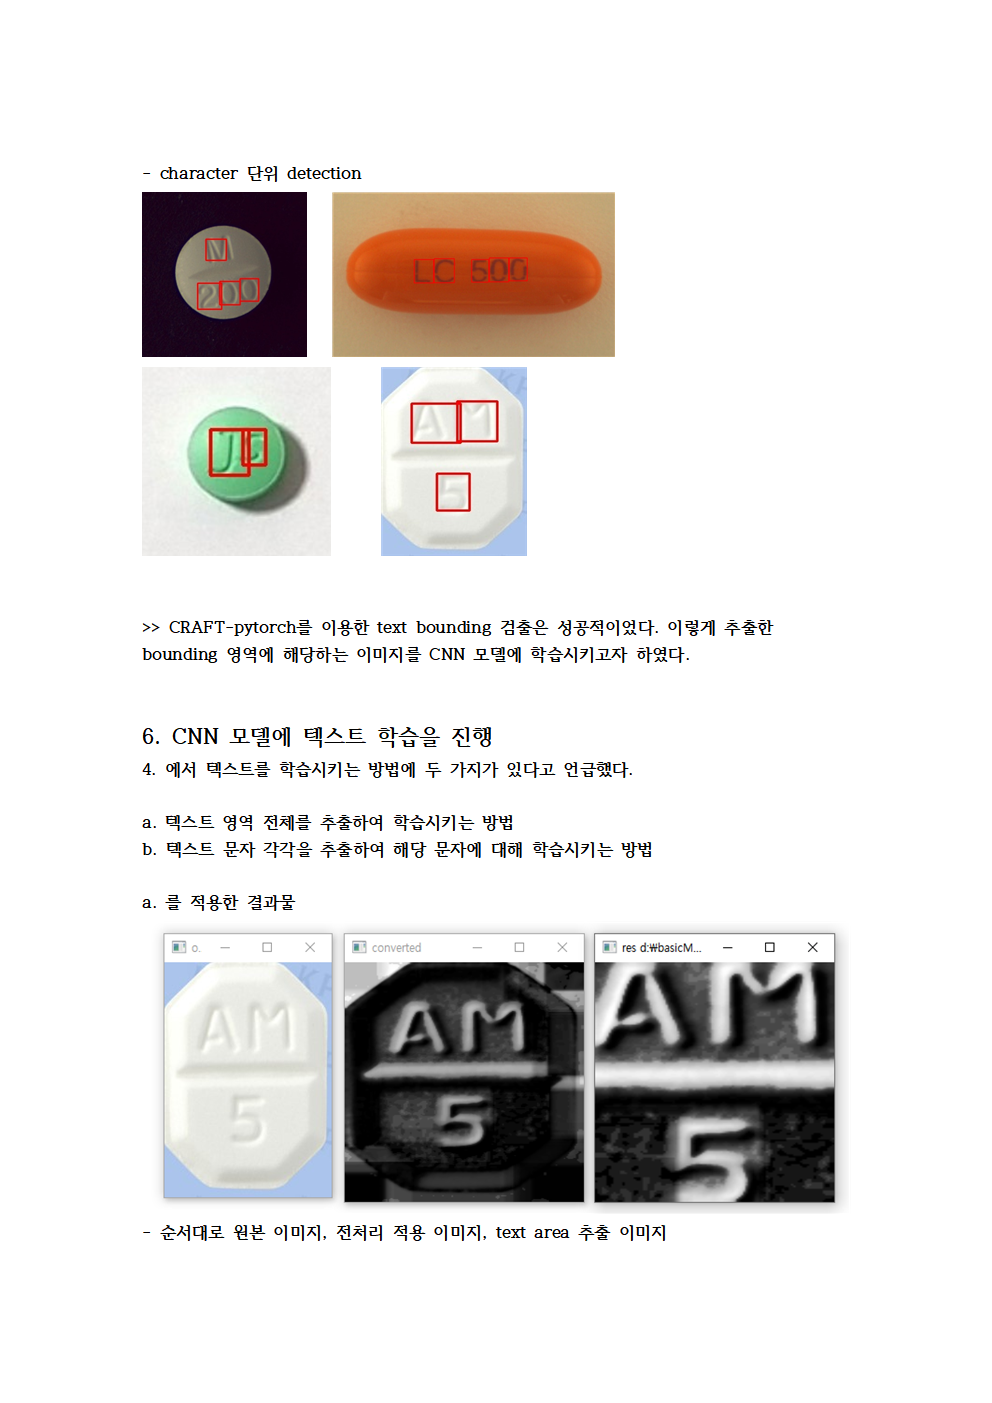 - character 단위 detection
M
200
LC 500
J5
AM
5
>> CRAFT-pytorch를 이용한 text bounding 검출은 성공적이었다. 이렇게 추출한
bounding 영역에 해당하는 이미지를 CNN 모델에 학습시키고자 하였다.
6. CNN 모델에 텍스트 학습을 진행
4. 에서 텍스트를 학습시키는 방법에 두 가지가 있다고 언급했다.
a. 텍스트 영역 전체를 추출하여 학습시키는 방법
b. 텍스트 문자 각각을 추출하여 해당 문자에 대해 학습시키는 방법
a. 를 적용한 결과물
o.
converted
res d:₩basicM...
AM
5
AM
5
AM
5
- 순서대로 원본 이미지, 전처리 적용 이미지, text area 추출 이미지